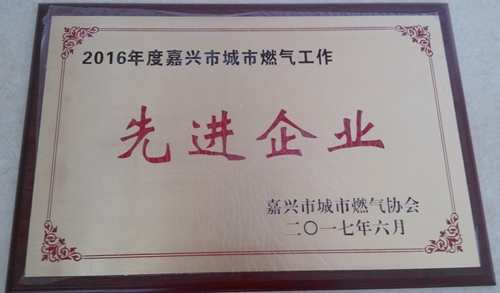 2016年度嘉兴市城市燃气工作
先进企业
嘉兴市城市燃气协会
二〇一七年六月